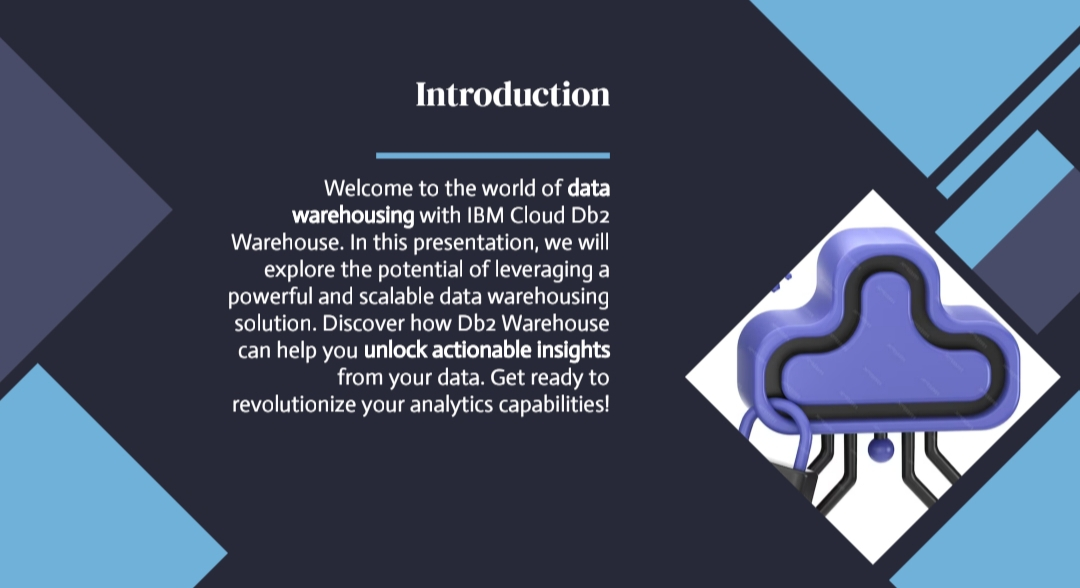 Introduction
Welcome to the world of data
warehousing with IBM Cloud Db2
Warehouse. In this presentation, we will
explore the potential of leveraging a
powerful and scalable data warehousing
solution. Discover how Db2 Warehouse
can help you unlock actionable insights
from your data. Get ready to
revolutionize your analytics capabilities!